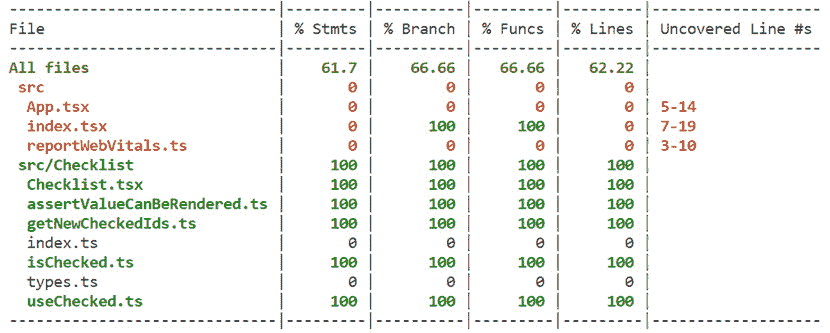 -----------------------------|---------|----------|---------|---------|-------------------
File                         | % Stmts | % Branch | % Funcs | % Lines | Uncovered Line #s
-----------------------------|---------|----------|---------|---------|-------------------
All files                    |    61.7 |    66.66 |   66.66 |   62.22 |
 src                         |       0 |        0 |       0 |       0 |
  App.tsx                    |       0 |        0 |       0 |       0 | 5-14
  index.tsx                  |       0 |      100 |     100 |       0 | 7-19
  reportWebVitals.ts         |       0 |        0 |       0 |       0 | 3-10
 src/Checklist               |     100 |      100 |     100 |     100 |
  Checklist.tsx              |     100 |      100 |     100 |     100 |
  assertValueCanBeRendered.ts |     100 |      100 |     100 |     100 |
  getNewCheckedIds.ts        |     100 |      100 |     100 |     100 |
  index.ts                   |       0 |        0 |       0 |       0 |
  isChecked.ts               |     100 |      100 |     100 |     100 |
  types.ts                   |       0 |        0 |       0 |       0 |
  useChecked.ts              |     100 |      100 |     100 |     100 |
-----------------------------|---------|----------|---------|---------|-------------------